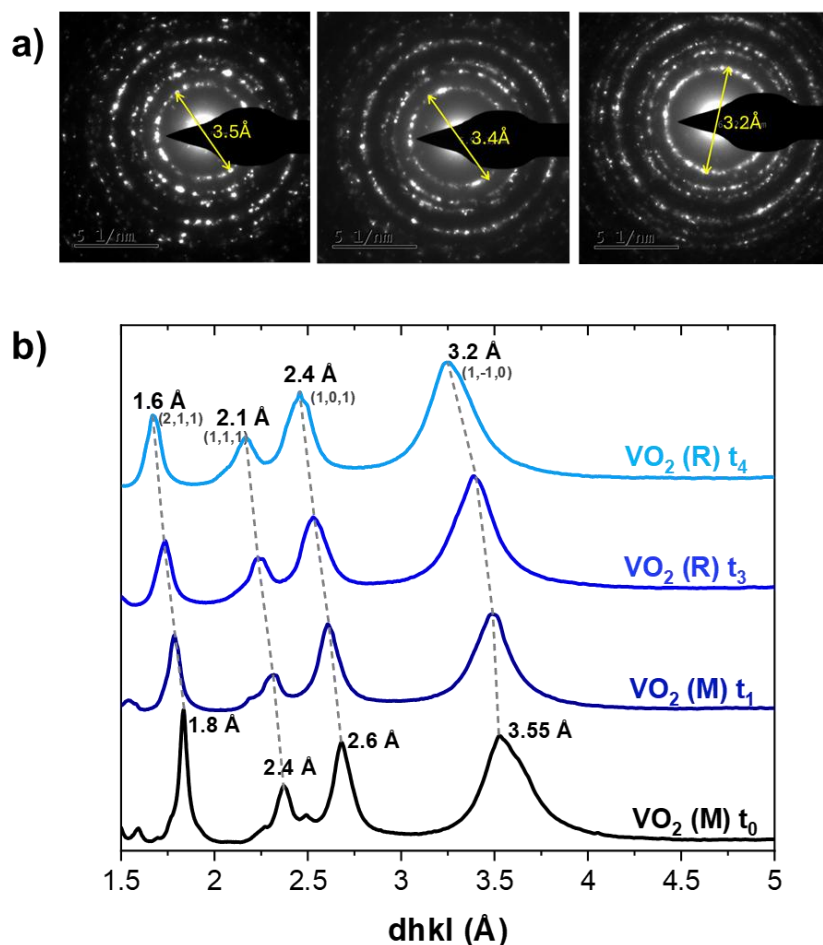 a)
3.5Å
3.4Å
3.2Å
5 1/nm
5 1/nm
5 1/nm
b)
3.2 Å
(1,-1,0)
2.4 Å
(1,0,1)
1.6 Å
(2,1,1)
2.1 Å
(1,1,1)
VO₂ (R) t₄
VO₂ (R) t₃
VO₂ (M) t₁
1.8 Å
2.4 Å
2.6 Å
3.55 Å
VO₂ (M) t₀
1.5 2 2.5 3 3.5 4 4.5 5
dhkl (Å)